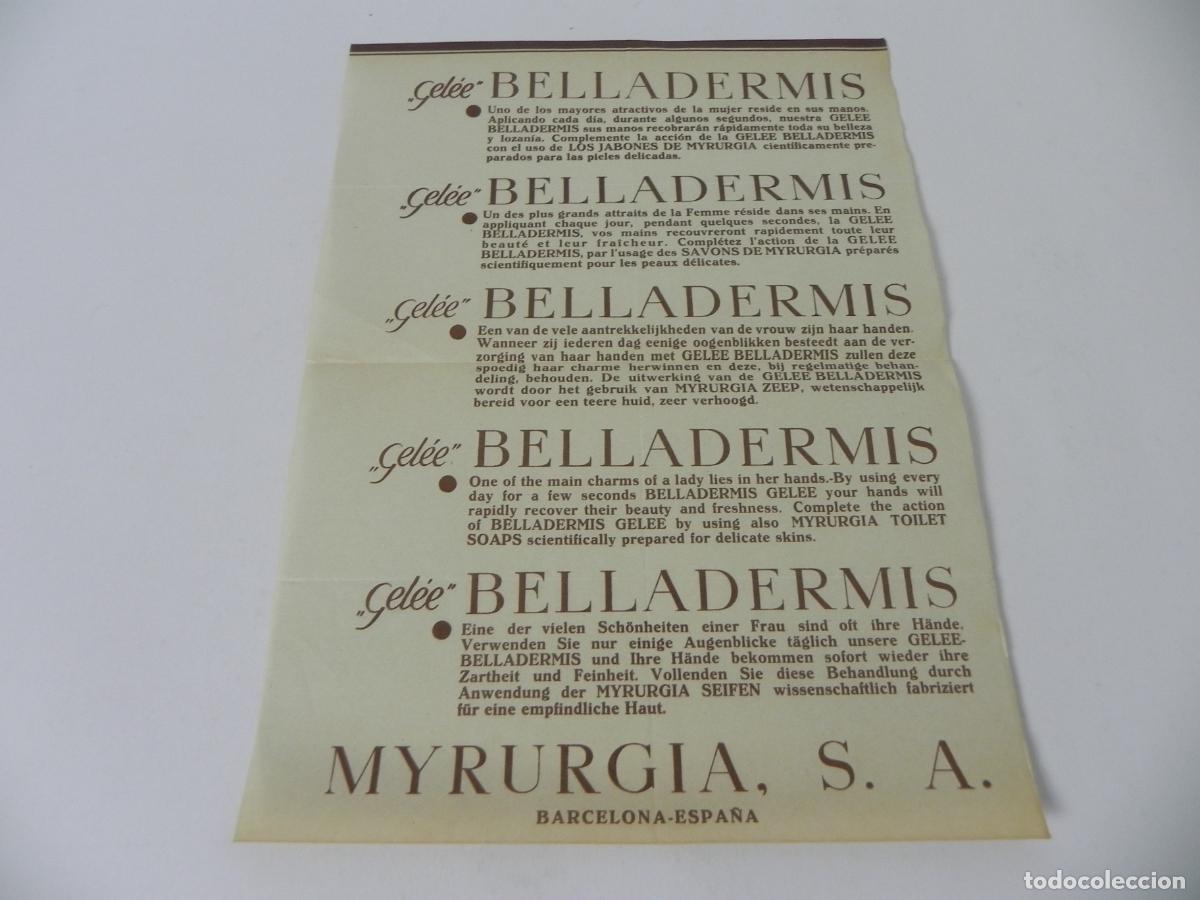 „Gelée" BELLADERMIS
● Uno de los mayores atractivos de la mujer reside en sus manos.
Aplicando cada día, durante algunos segundos, nuestra GELEE
BELLADERMIS sus manos recobrarán rápidamente toda su belleza
y lozanía. Complemente la acción de la GELEE BELLADERMIS
con el uso de LOS JABONES DE MYRURGIA científicamente pre-
parados para las pieles delicadas.
„Gelée" BELLADERMIS
● Un des plus grands attraits de la Femme réside dans ses mains. En
appliquant chaque jour, pendant quelques secondes, la GELEE
BELLADERMIS, vos mains recouvreront rapidement toute leur
beauté et leur fraîcheur. Complétez l'action de la GELEE
BELLADERMIS, par l'usage des SAVONS DE MYRURGIA préparés
scientifiquement pour les peaux délicates.
„Gelée" BELLADERMIS
● Een van de vele aantrekkelijkheden van de vrouw zijn haar handen.
Wanneer zij iederen dag eenige oogenblikken besteedt aan de ver-
zorging van haar handen met GELEE BELLADERMIS zullen deze
spoedig haar charme herwinnen en deze, bij regelmatige behan-
deling, behouden. De uitwerking van de GELEE BELLADERMIS
wordt door het gebruik van MYRURGIA ZEEP, wetenschappelijk
bereid voor een teere huid, zeer verhoogd.
„Gelée" BELLADERMIS
● One of the main charms of a lady lies in her hands.-By using every
day for a few seconds BELLADERMIS GELEE your hands will
rapidly recover their beauty and freshness. Complete the action
of BELLADERMIS GELEE by using also MYRURGIA TOILET
SOAPS scientifically prepared for delicate skins.
„Gelée" BELLADERMIS
● Eine der vielen Schönheiten einer Frau sind oft ihre Hände.
Verwenden Sie nur einige Augenblicke täglich unsere GELEE-
BELLADERMIS und Ihre Hände bekommen sofort wieder ihre
Zartheit und Feinheit. Vollenden Sie diese Behandlung durch
Anwendung der MYRURGIA SEIFEN wissenschaftlich fabriziert
für eine empfindliche Haut.
MYRURGIA, S. A.
BARCELONA-ESPAÑA
todocoleccion